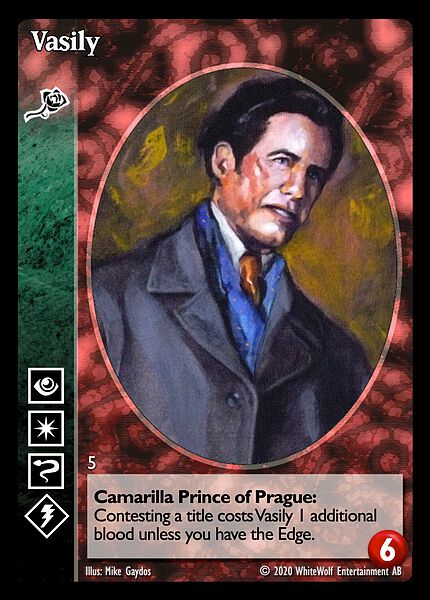 Vasily
5
Camarilla Prince of Prague:
Contesting a title costs Vasily 1 additional
blood unless you have the Edge.
6
Illus: Mike Gaydos
© 2020 WhiteWolf Entertainment AB